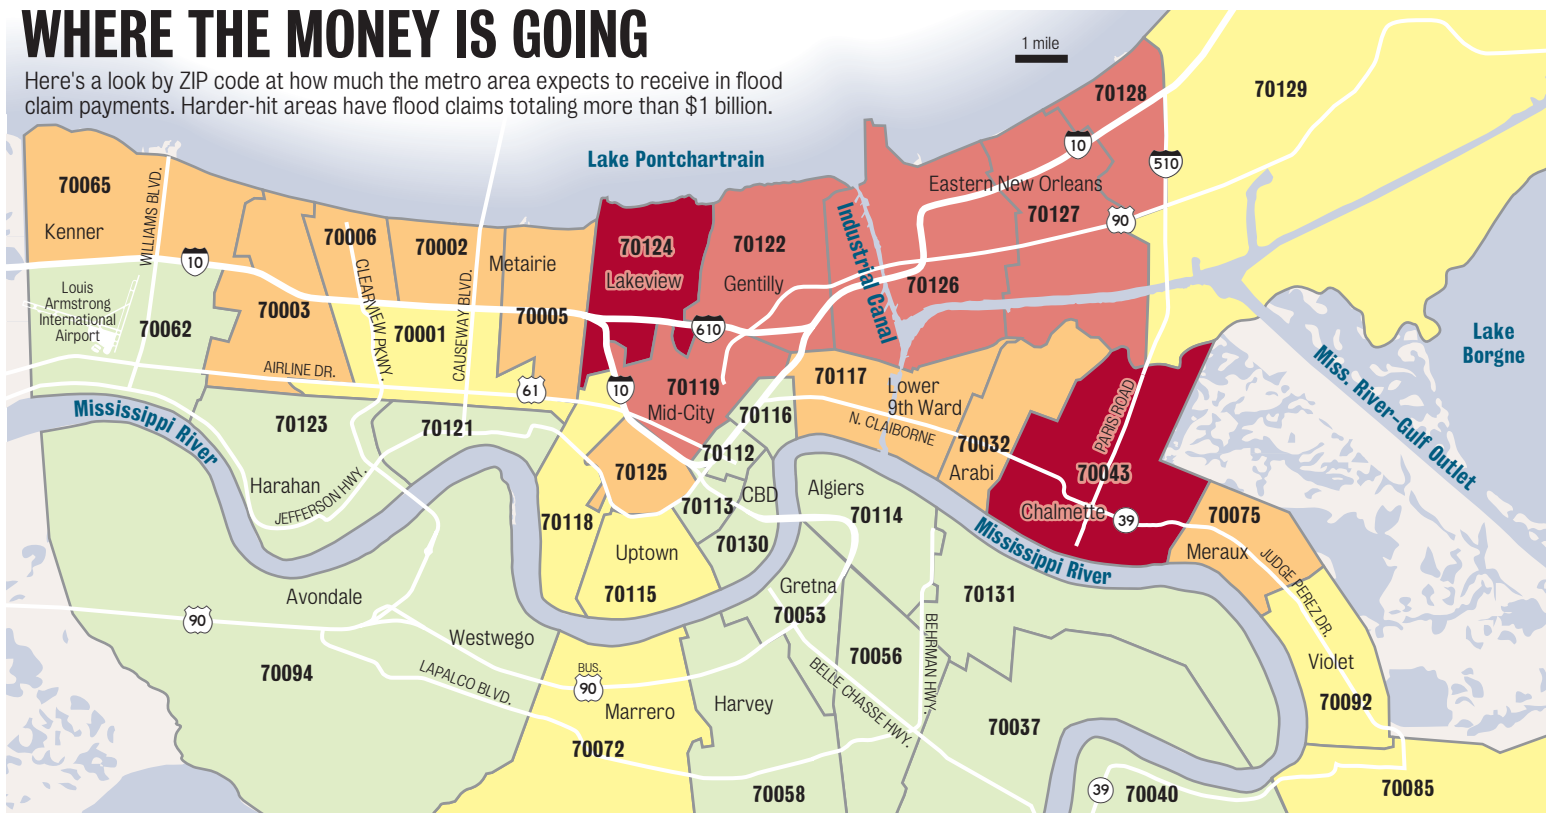 WHERE THE MONEY IS GOING
Here's a look by ZIP code at how much the metro area expects to receive in flood
claim payments. Harder-hit areas have flood claims totaling more than $1 billion.
1 mile
70128
70129
10
510
Lake Pontchartrain
70065
Kenner
WILLIAMS BLVD.
10
70006
70002
Metairie
70124
Lakeview
70122
Gentilly
Industrial Canal
Eastern New Orleans
70127
90
70126
Louis
Armstrong
International
Airport
70062
70003
CLEARVIEW PKWY.
70001
CAUSEWAY BLVD.
70005
610
Lake
Borgne
Miss. River–Gulf Outlet
AIRLINE DR.
61
10
70119
Mid-City
70117
Lower
9th Ward
N. CLAIBORNE
PARIS ROAD
Mississippi River
70123
70121
70116
70112
70032
Arabi
70043
Chalmette
39
70125
Harahan
JEFFERSON HWY.
70118
70113
CBD
Algiers
70114
70075
Meraux
JUDGE PEREZ DR.
Mississippi River
Uptown
70130
70115
Avondale
90
Westwego
Gretna
70053
70131
BEHRMAN HWY.
70056
BELLE CHASSE HWY.
Violet
70092
70094
LAPALCO BLVD.
BUS.
90
Marrero
70072
Harvey
70037
70058
39
70040
70085